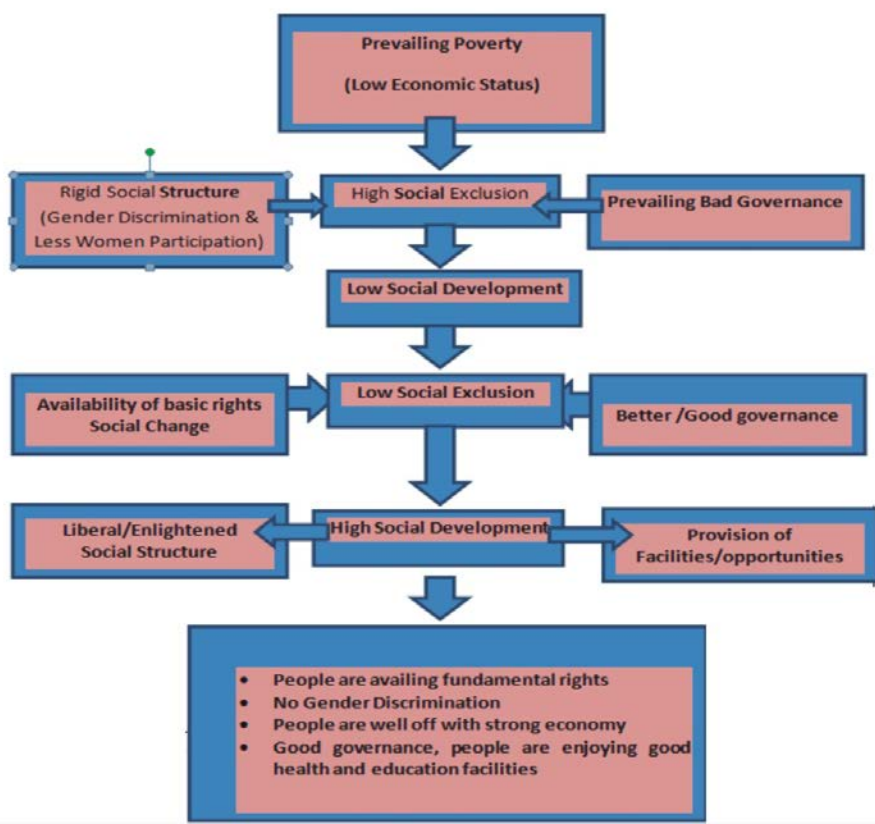 Prevailing Poverty
(Low Economic Status)
Rigid Social Structure
(Gender Discrimination &
Less Women Participation)
High Social Exclusion
Prevailing Bad Governance
Low Social Development
Availability of basic rights
Social Change
Low Social Exclusion
Better /Good governance
Liberal/Enlightened
Social Structure
High Social Development
Provision of
Facilities/opportunities
• People are availing fundamental rights
• No Gender Discrimination
• People are well off with strong economy
• Good governance, people are enjoying good
health and education facilities